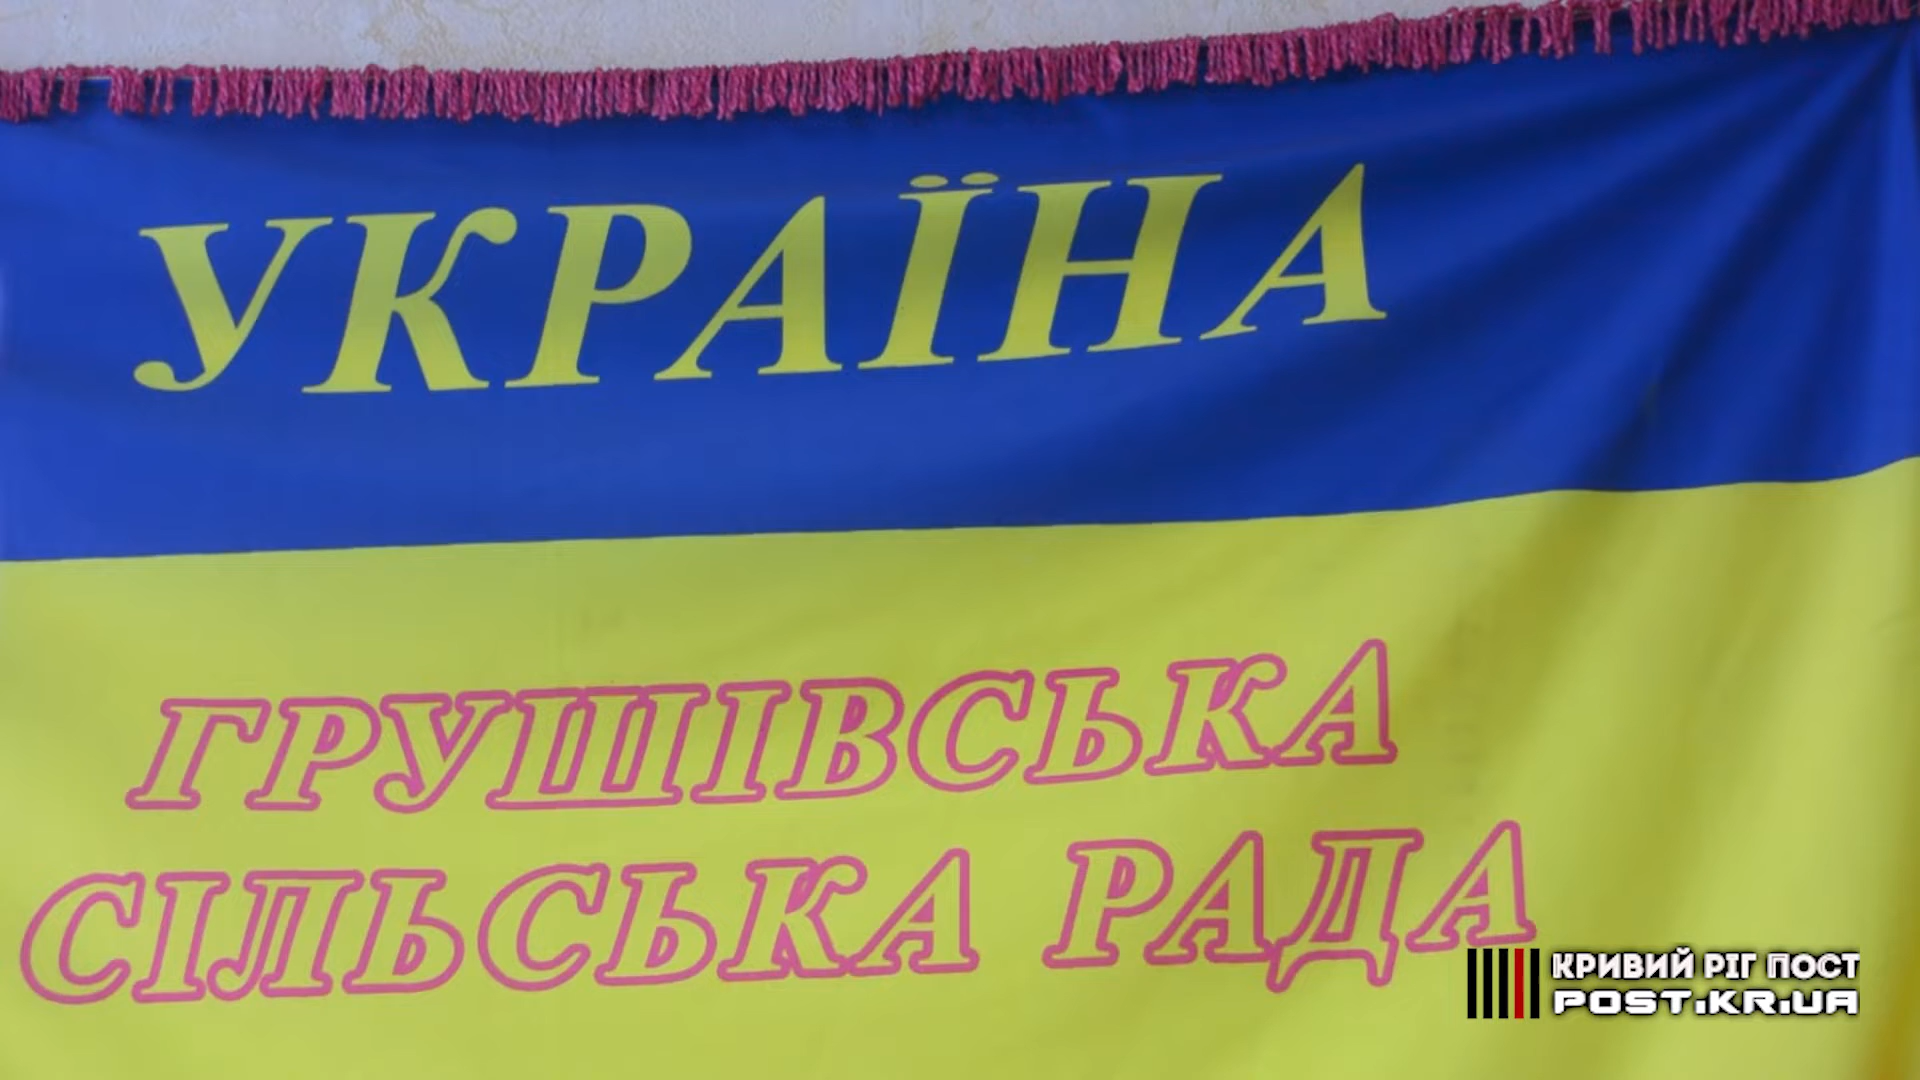 УКРАЇНА
ГРУШІВСЬКА
СІЛЬСЬКА РАДА
КРИВИЙ РІГ ПОСТ
POST.KR.UA